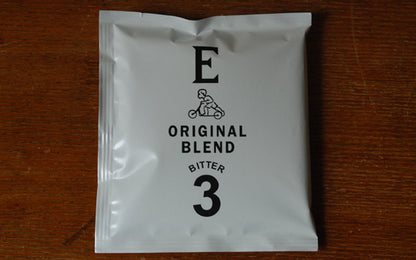 E
ORIGINAL
BLEND
BITTER
3